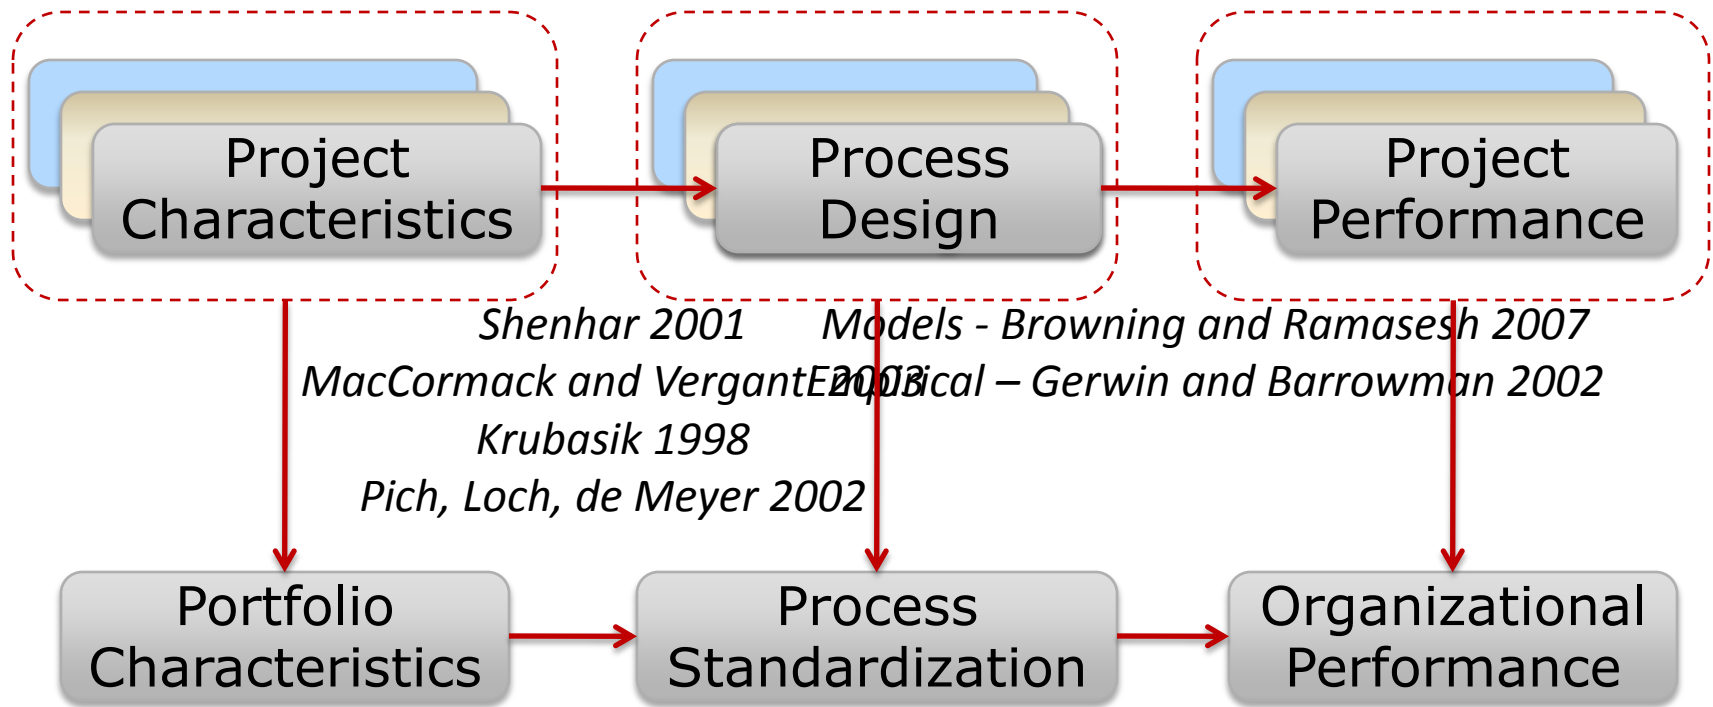 Project
Characteristics
Process
Design
Project
Performance
Shenhar 2001
MacCormack and Verganti 2003
Krubasik 1998
Pich, Loch, de Meyer 2002
Models - Browning and Ramasesh 2007
Empirical – Gerwin and Barrowman 2002
Portfolio
Characteristics
Process
Standardization
Organizational
Performance